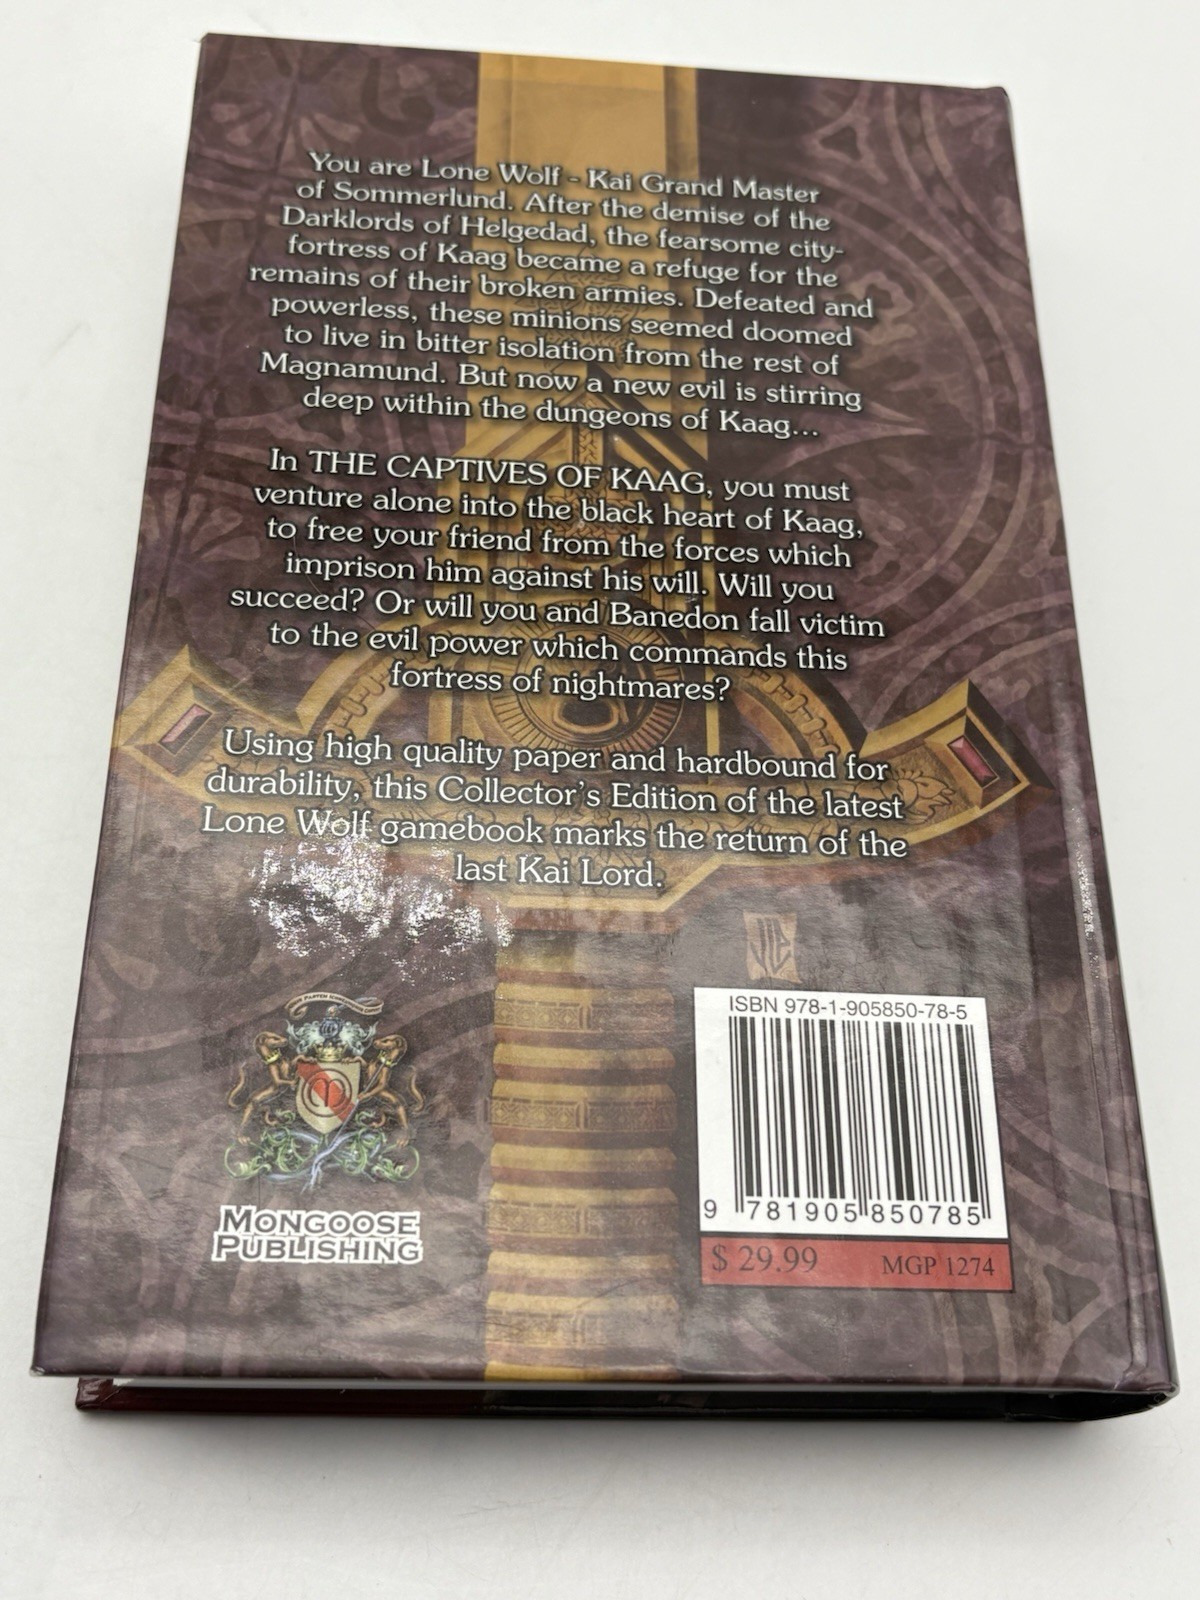 You are Lone Wolf - Kai Grand Master
of Sommerlund. After the demise of the
Darklords of Helgedad, the fearsome city-
fortress of Kaag became a refuge for the
remains of their broken armies. Defeated and
powerless, these minions seemed doomed
to live in bitter isolation from the rest of
Magnamund. But now a new evil is stirring
deep within the dungeons of Kaag...
In THE CAPTIVES OF KAAG, you must
venture alone into the black heart of Kaag,
to free your friend from the forces which
imprison him against his will. Will you
succeed? Or will you and Banedon fall victim
to the evil power which commands this
fortress of nightmares?
Using high quality paper and hardbound for
durability, this Collector's Edition of the latest
Lone Wolf gamebook marks the return of the
last Kai Lord.
ISBN 978-1-905850-78-5
9 781905 850785
$ 29.99 MGP 1274
MONGOOSE
PUBLISHING